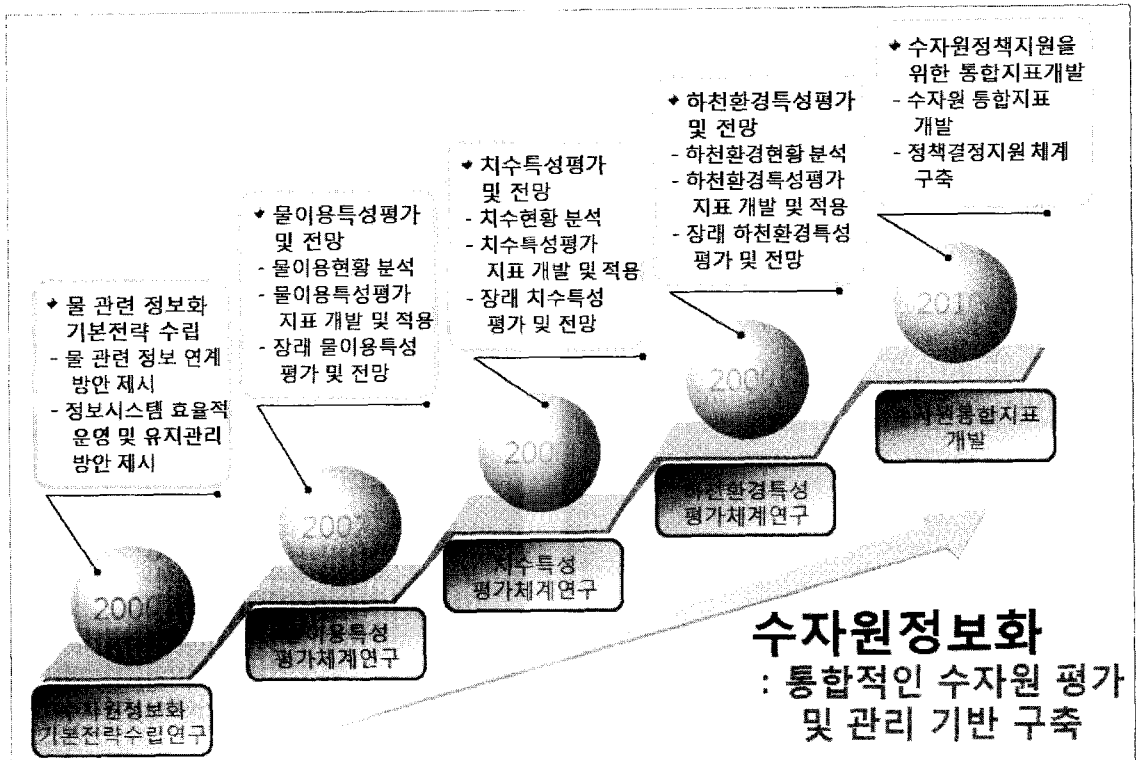 ◆ 물 관련 정보화
기본전략 수립
- 물 관련 정보 연계
방안 제시
- 정보시스템 효율적
운영 및 유지관리
방안 제시
수자원정보화
기본전략수립연구
◆ 물이용특성평가
및 전망
- 물이용현황 분석
- 물이용특성평가
지표 개발 및 적용
- 장래 물이용특성
평가 및 전망
이용특성
평가체계연구
◆ 치수특성평가
및 전망
- 치수현황 분석
- 치수특성평가
지표 개발 및 적용
- 장래 치수특성
평가 및 전망
치수특성
평가체계연구
◆ 하천환경특성평가
및 전망
- 하천환경현황 분석
- 하천환경특성평가
지표 개발 및 적용
- 장래 하천환경특성
평가 및 전망
하천환경특성
평가체계연구
◆ 수자원정책지원을
위한 통합지표개발
- 수자원 통합지표
개발
- 정책결정지원 체계
구축
수자원통합지표
개발
수자원정보화
: 통합적인 수자원 평가
및 관리 기반 구축